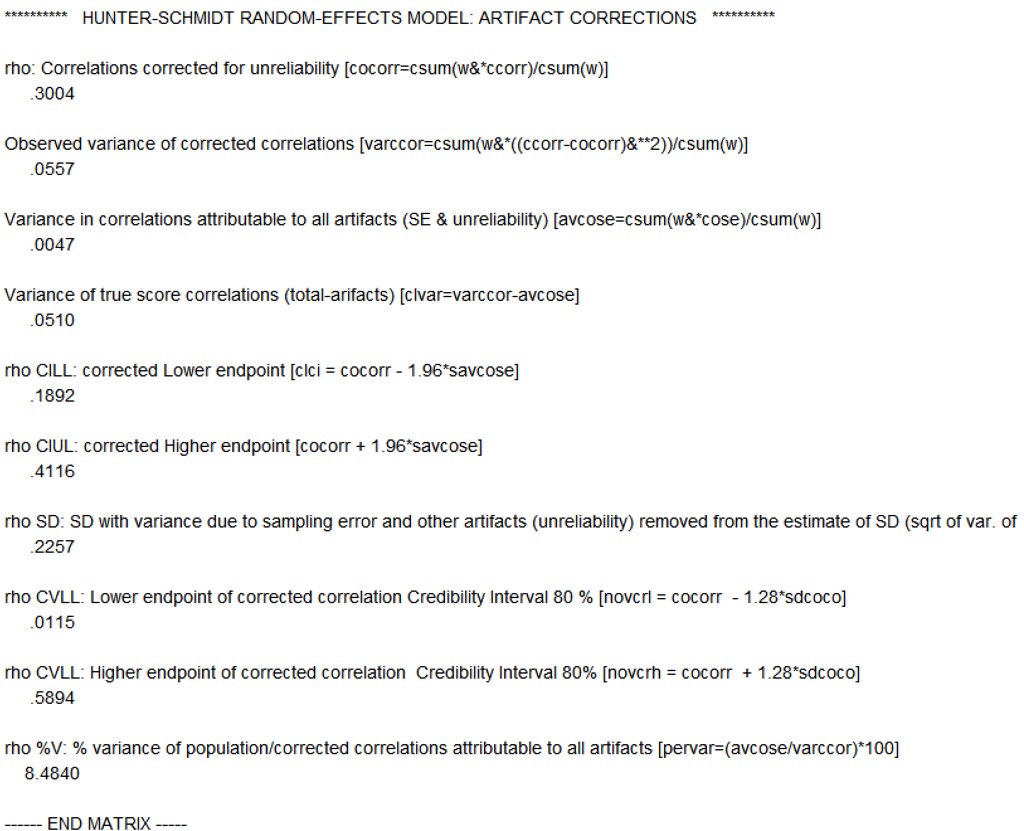 ********** HUNTER-SCHMIDT RANDOM-EFFECTS MODEL: ARTIFACT CORRECTIONS **********
rho: Correlations corrected for unreliability [cocorr=csum(w&*ccorr)/csum(w)]
.3004
Observed variance of corrected correlations [varccor=csum(w&*((ccorr-cocorr)&**2))/csum(w)]
.0557
Variance in correlations attributable to all artifacts (SE & unreliability) [avcose=csum(w&*cose)/csum(w)]
.0047
Variance of true score correlations (total-arifacts) [clvar=varccor-avcose]
.0510
rho CILL: corrected Lower endpoint [clci = cocorr - 1.96*savcose]
.1892
rho CIUL: corrected Higher endpoint [cocorr + 1.96*savcose]
.4116
rho SD: SD with variance due to sampling error and other artifacts (unreliability) removed from the estimate of SD (sqrt of var. of
.2257
rho CVLL: Lower endpoint of corrected correlation Credibility Interval 80 % [novcrl = cocorr - 1.28*sdcoco]
.0115
rho CVLL: Higher endpoint of corrected correlation Credibility Interval 80% [novcrh = cocorr + 1.28*sdcoco]
.5894
rho %V: % variance of population/corrected correlations attributable to all artifacts [pervar=(avcose/varccor)*100]
8.4840
------ END MATRIX -----